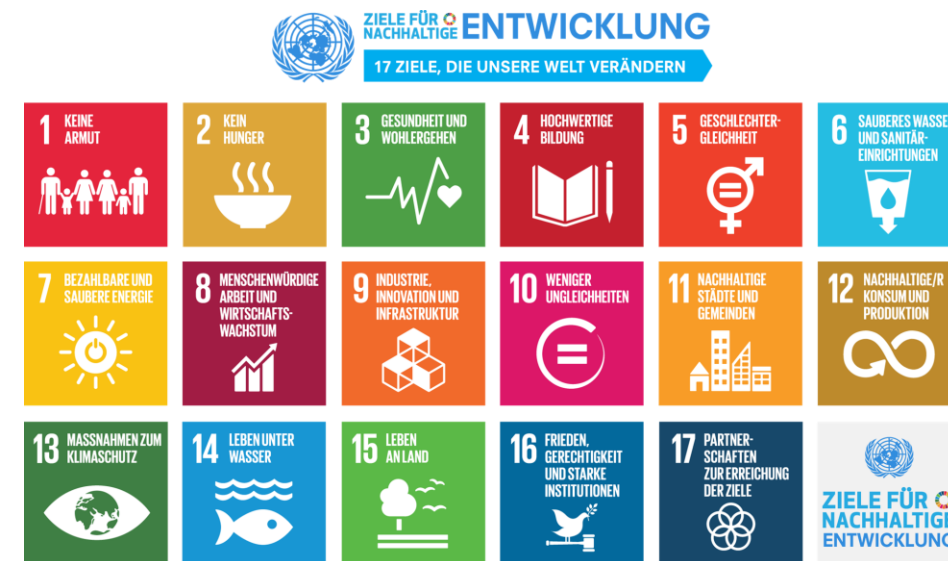 ZIELE FÜR
NACHHALTIGE ENTWICKLUNG
17 ZIELE, DIE UNSERE WELT VERÄNDERN
1 KEINE
ARMUT
2 KEIN
HUNGER
3 GESUNDHEIT UND
WOHLERGEHEN
4 HOCHWERTIGE
BILDUNG
5 GESCHLECHTER-
GLEICHHEIT
6 SAUBERES WASSE
UND SANITÄR-
EINRICHTUNGEN
7 BEZAHLBARE UND
SAUBERE ENERGIE
8 MENSCHENWÜRDIGE
ARBEIT UND
WIRTSCHAFTS-
WACHSTUM
9 INDUSTRIE,
INNOVATION UND
INFRASTRUKTUR
10 WENIGER
UNGLEICHHEITEN
11 NACHHALTIGE
STÄDTE UND
GEMEINDEN
12 NACHHALTIGE/R
KONSUM UND
PRODUKTION
13 MASSNAHMEN ZUM
KLIMASCHUTZ
14 LEBEN UNTER
WASSER
15 LEBEN
AN LAND
16 FRIEDEN,
GERECHTIGKEIT
UND STARKE
INSTITUTIONEN
17 PARTNER-
SCHAFTEN
ZUR ERREICHUNG
DER ZIELE
ZIELE FÜR
NACHHALTIGE
ENTWICKLUNG